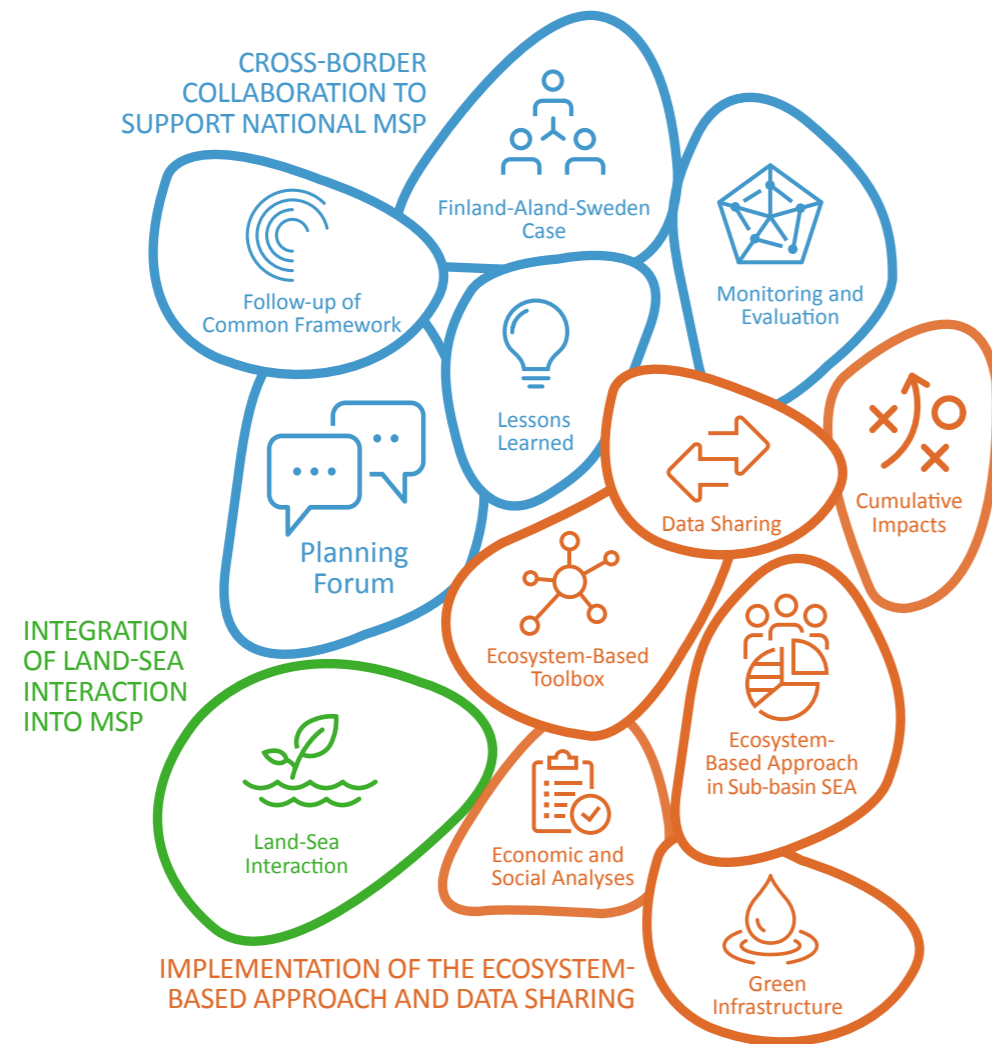 CROSS-BORDER
COLLABORATION TO
SUPPORT NATIONAL MSP
Finland-Aland-Sweden
Case
Follow-up of
Common Framework
Monitoring and
Evaluation
Lessons
Learned
Planning
Forum
Data Sharing
Cumulative
Impacts
Ecosystem-Based
Toolbox
Ecosystem-
Based Approach
in Sub-basin SEA
INTEGRATION
OF LAND-SEA
INTERACTION
INTO MSP
Land-Sea
Interaction
Economic and
Social Analyses
Green
Infrastructure
IMPLEMENTATION OF THE ECOSYSTEM-
BASED APPROACH AND DATA SHARING